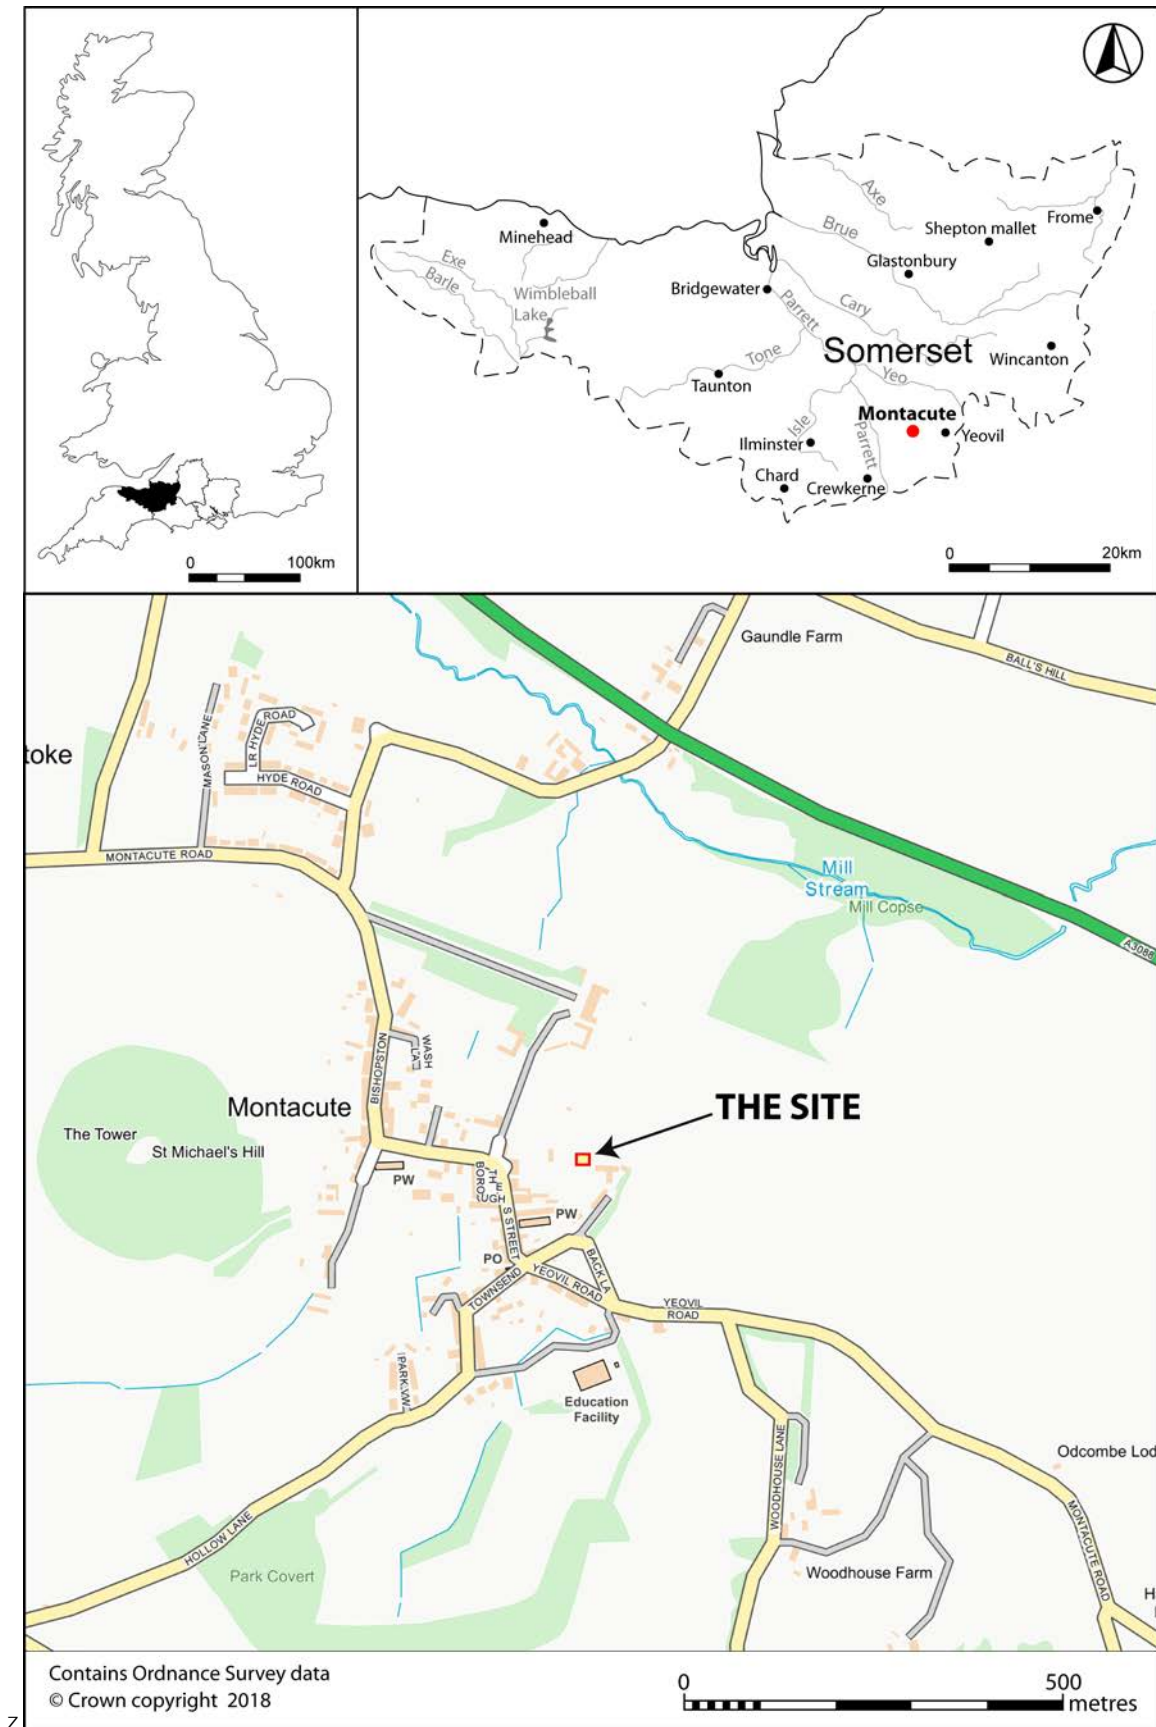 0
100km
Axe
Brue
Frome
Shepton mallet
Minehead
Glastonbury
Exe
Barle
Wimbleball
Lake
Bridgewater
Parrett
Cary
Somerset
Wincanton
Tone
Taunton
Yeo
Montacute
Yeovil
Isle
Ilminster
Parrett
Chard
Crewkerne
0
20km
Gaundle Farm
BALL'S HILL
MASON LANE
LR HYDE ROAD
HYDE ROAD
toke
MONTACUTE ROAD
Mill
Stream
Mill Copse
A3088
BISHOPSTON
WASH
LA
Montacute
THE SITE
The Tower
St Michael's Hill
PW
THE
BOROUGH
S STREET
PW
PO
TOWNSEND
YEOVIL ROAD
BACK LA
YEOVIL
ROAD
PARK VW
Education
Facility
WOODHOUSE LANE
Odcombe Lod
HOLLOW LANE
MONTACUTE ROAD
Park Covert
Woodhouse Farm
H
Contains Ordnance Survey data
© Crown copyright 2018
0
500
metres
Z